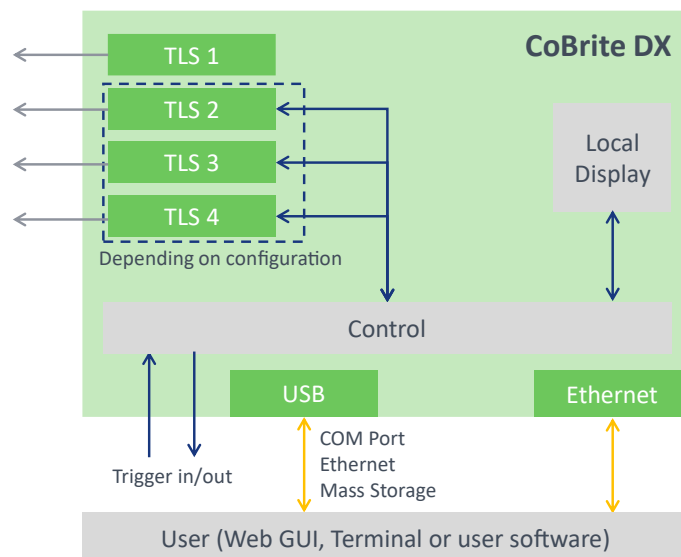 CoBrite DX
TLS 1
TLS 2
TLS 3
TLS 4
Depending on configuration
Local
Display
Control
USB
Ethernet
Trigger in/out
COM Port
Ethernet
Mass Storage
User (Web GUI, Terminal or user software)